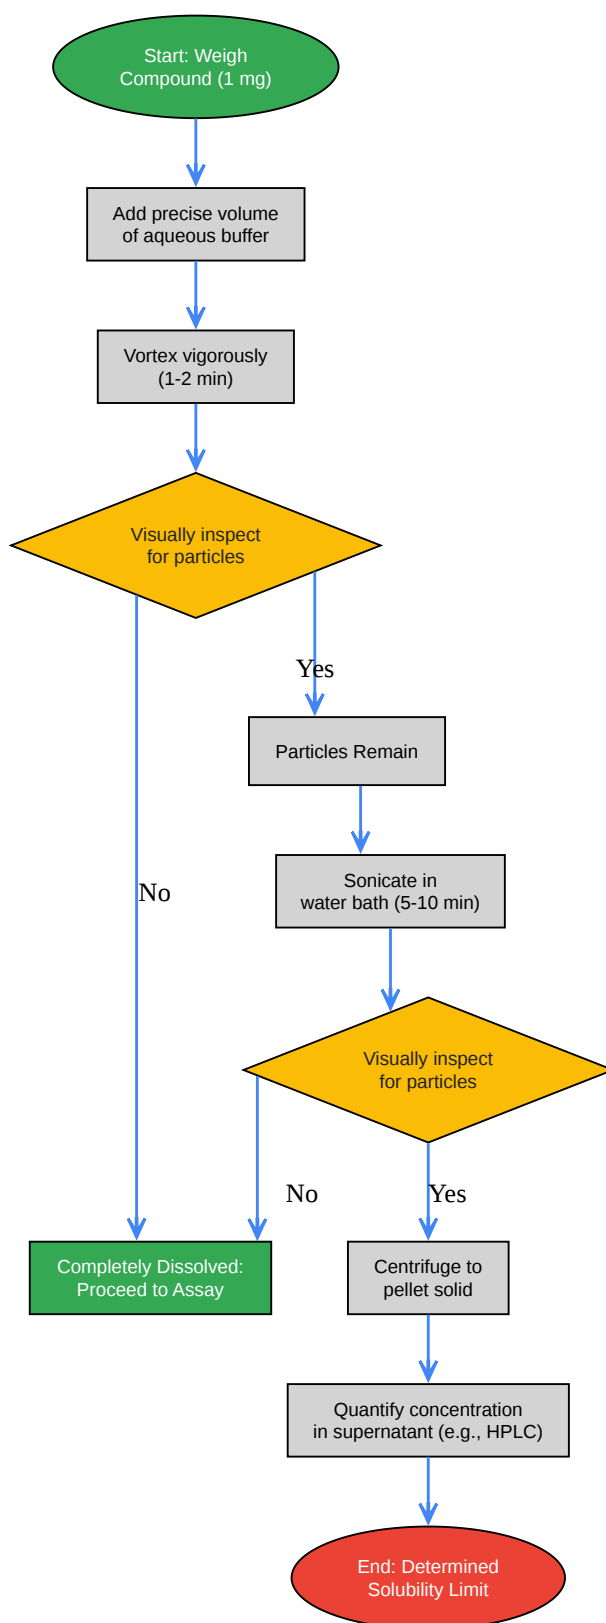 Start: Weigh
Compound (1 mg)
Add precise volume
of aqueous buffer
Vortex vigorously
(1-2 min)
Visually inspect
for particles
Yes
Particles Remain
No
Sonicate in
water bath (5-10 min)
Visually inspect
for particles
No
Yes
Completely Dissolved:
Proceed to Assay
Centrifuge to
pellet solid
Quantify concentration
in supernatant (e.g., HPLC)
End: Determined
Solubility Limit